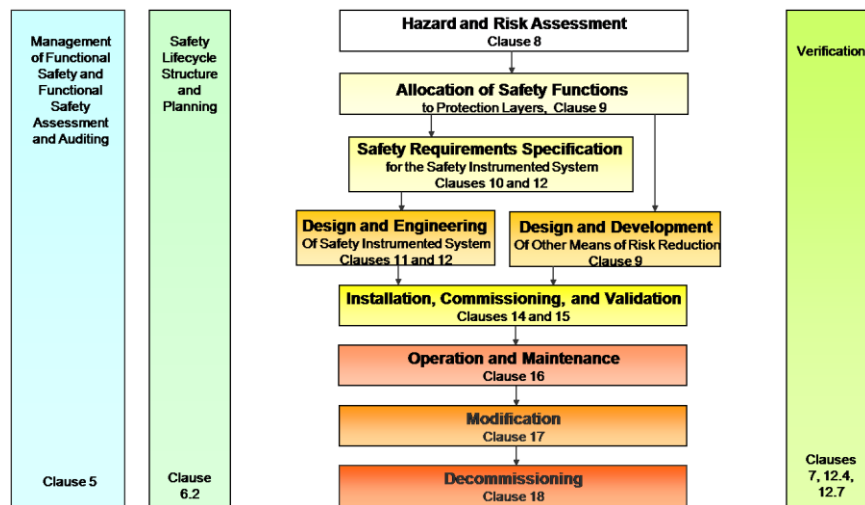 Management
of Functional
Safety and
Functional
Safety
Assessment
and Auditing
Clause 5
Safety
Lifecycle
Structure
and
Planning
Clause
6.2
Hazard and Risk Assessment
Clause 8
Allocation of Safety Functions
to Protection Layers, Clause 9
Safety Requirements Specification
for the Safety Instrumented System
Clauses 10 and 12
Design and Engineering
Of Safety Instrumented System
Clauses 11 and 12
Design and Development
Of Other Means of Risk Reduction
Clause 9
Installation, Commissioning, and Validation
Clauses 14 and 15
Operation and Maintenance
Clause 16
Modification
Clause 17
Decommissioning
Clause 18
Verification
Clauses
7, 12.4,
12.7